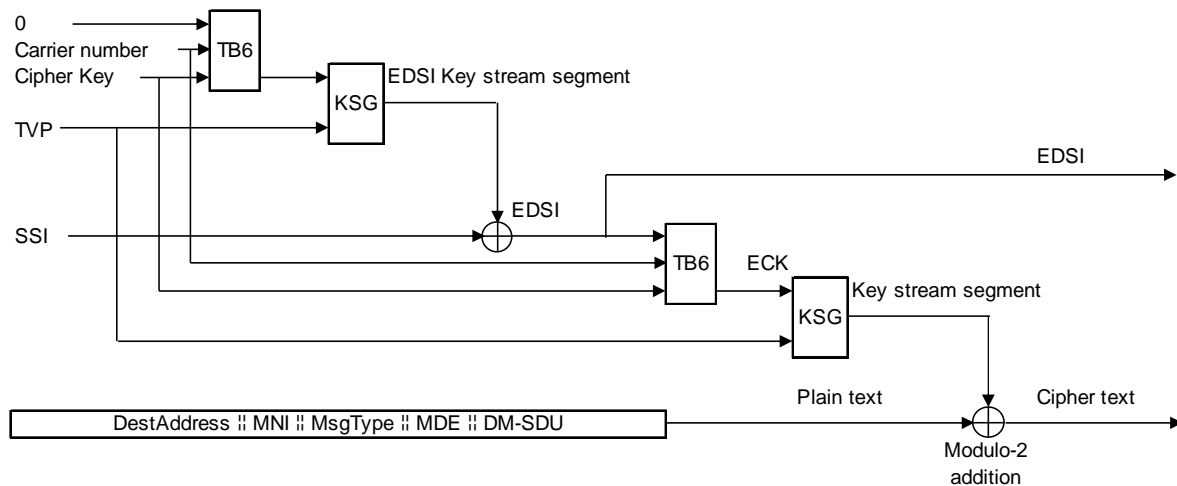 0
Carrier number
Cipher Key
TB6
TVP
KSG
EDSI Key stream segment
EDSI
EDSI
SSI
TB6
ECK
KSG
Key stream segment
Plain text
Cipher text
DestAddress ¦¦ MNI ¦¦ MsgType ¦¦ MDE ¦¦ DM-SDU
Modulo-2
addition